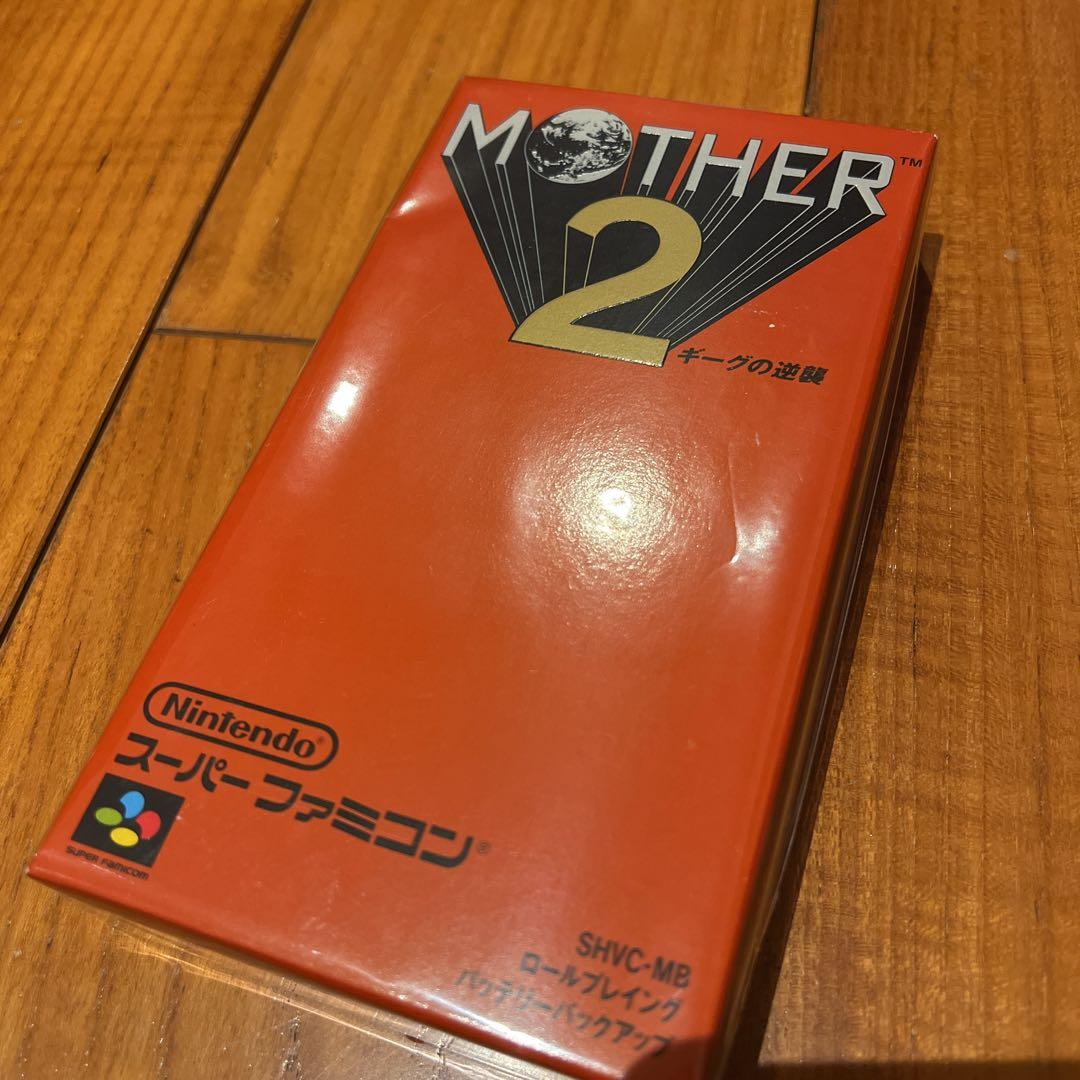 MOTHER™
2
ギーグの逆襲
Nintendo®
スーパーファミコン®
SUPER FAMICOM
SHVC-MB
ロールプレイング
バッテリーバックアップ